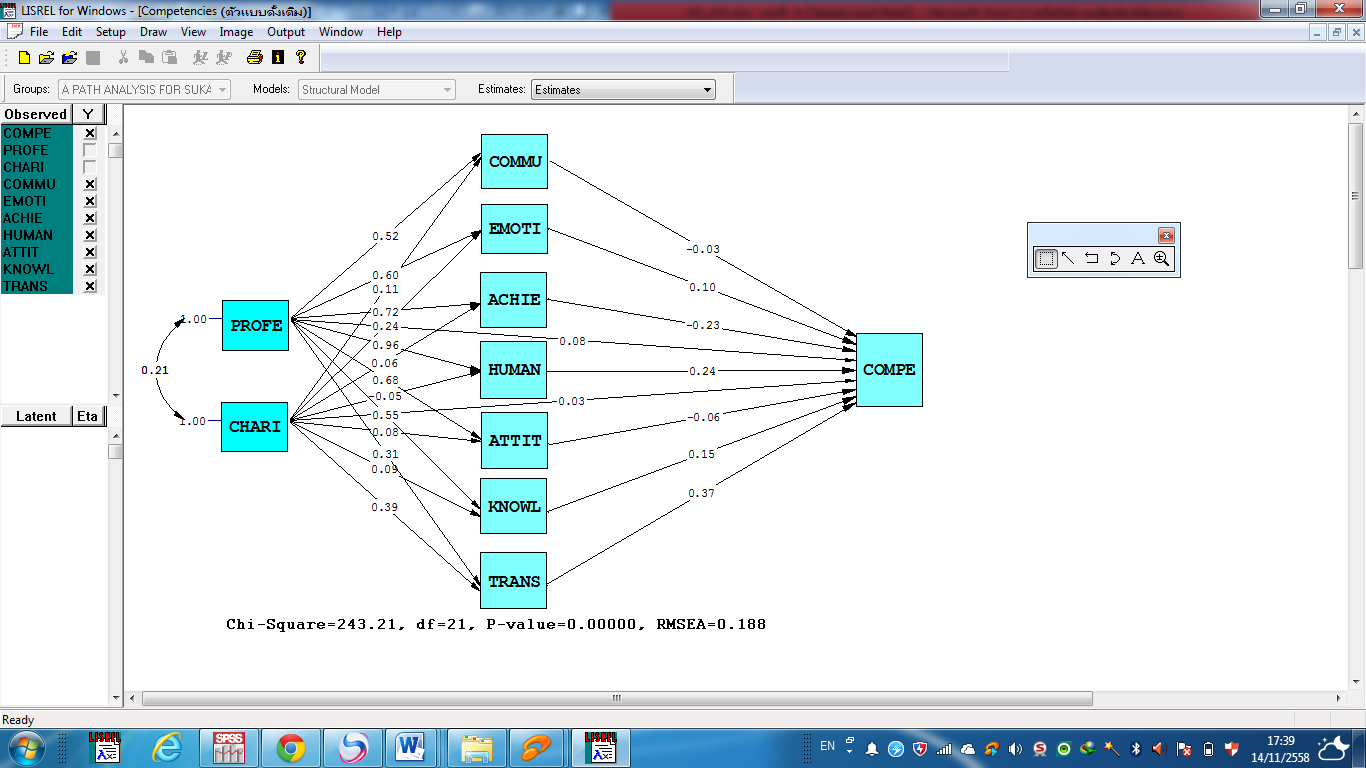 LISREL for Windows - [Competencies (ตัวแบบดั้งเดิม)]
File Edit Setup Draw View Image Output Window Help
Groups: A PATH ANALYSIS FOR SUKA Models: Structural Model Estimates: Estimates
Observed Y
COMPE
PROFE
CHARI
COMMU
EMOTI
ACHIE
HUMAN
ATTIT
KNOWL
TRANS
Latent Eta
COMMU
EMOTI
ACHIE
HUMAN
ATTIT
KNOWL
TRANS
PROFE
CHARI
COMPE
1.00
0.21
1.00
0.52
0.60
0.11
0.72
0.24
0.96
0.06
0.68
-0.05
0.55
0.08
0.31
0.09
0.39
-0.03
0.10
-0.23
0.08
0.24
0.03
-0.06
0.15
0.37
Chi-Square=243.21, df=21, P-value=0.00000, RMSEA=0.188
Ready
LISREL
SPSS
LISREL
EN
17:39
14/11/2558